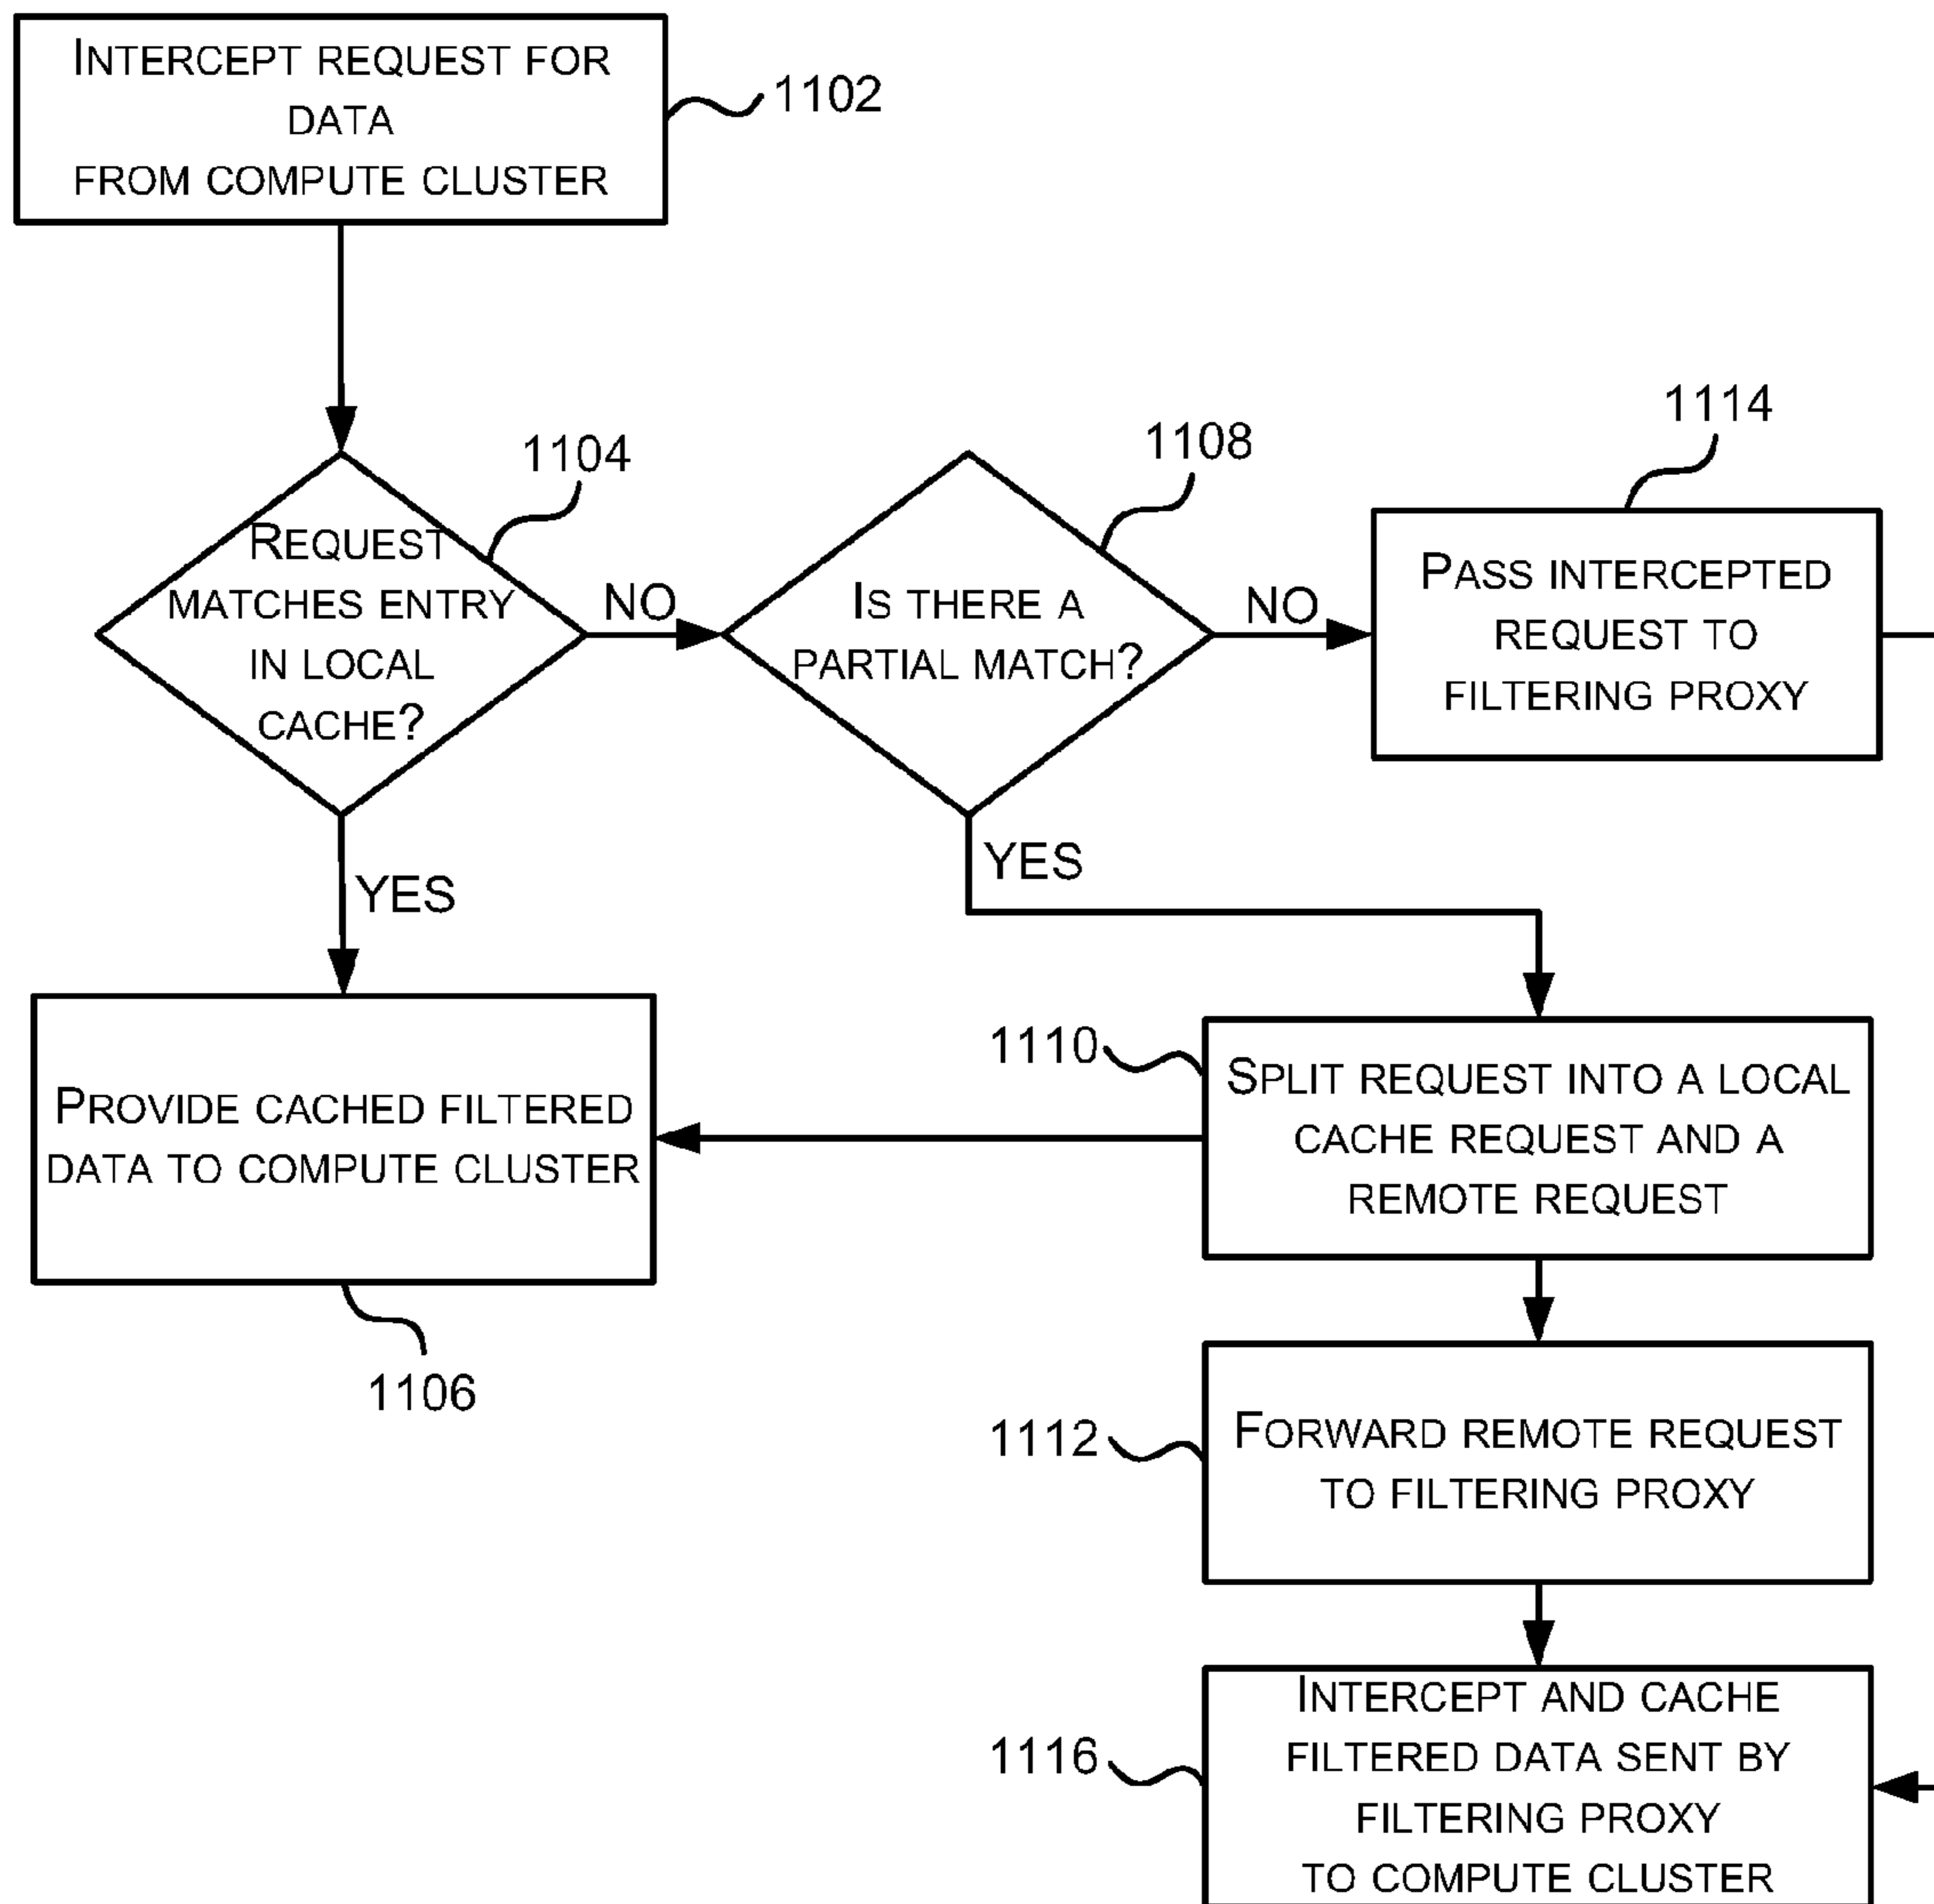 INTERCEPT REQUEST FOR
DATA
FROM COMPUTE CLUSTER
1102
1104
REQUEST
MATCHES ENTRY
IN LOCAL
CACHE?
NO
YES
1108
IS THERE A
PARTIAL MATCH?
NO
YES
1114
PASS INTERCEPTED
REQUEST TO
FILTERING PROXY
PROVIDE CACHED FILTERED
DATA TO COMPUTE CLUSTER
1106
1110
SPLIT REQUEST INTO A LOCAL
CACHE REQUEST AND A
REMOTE REQUEST
1112
FORWARD REMOTE REQUEST
TO FILTERING PROXY
1116
INTERCEPT AND CACHE
FILTERED DATA SENT BY
FILTERING PROXY
TO COMPUTE CLUSTER